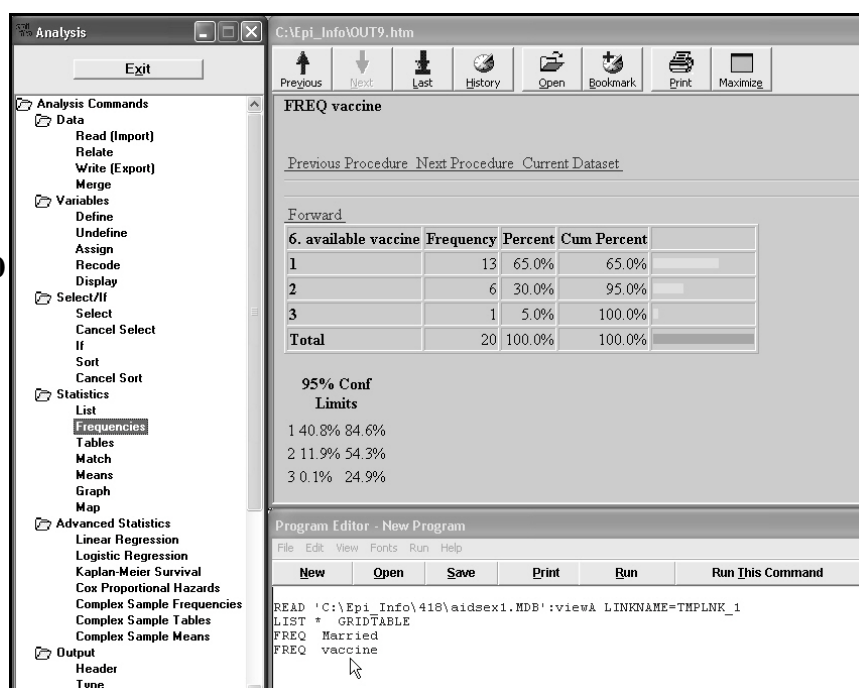 Analysis
Exit
Analysis Commands
Data
Read (Import)
Relate
Write (Export)
Merge
Variables
Define
Undefine
Assign
Recode
Display
Select/If
Select
Cancel Select
If
Sort
Cancel Sort
Statistics
List
Frequencies
Tables
Match
Means
Graph
Map
Advanced Statistics
Linear Regression
Logistic Regression
Kaplan-Meier Survival
Cox Proportional Hazards
Complex Sample Frequencies
Complex Sample Tables
Complex Sample Means
Output
Header
Type
C:\Epi_Info\OUT9.htm
Previous Next Last History Open Bookmark Print Maximize
FREQ vaccine
Previous Procedure Next Procedure Current Dataset
Forward
6. available vaccine Frequency Percent Cum Percent
1 13 65.0% 65.0%
2 6 30.0% 95.0%
3 1 5.0% 100.0%
Total 20 100.0% 100.0%
95% Conf
Limits
1 40.8% 84.6%
2 11.9% 54.3%
3 0.1% 24.9%
Program Editor - New Program
File Edit View Fonts Run Help
New Open Save Print Run Run This Command
READ 'C:\Epi_Info\418\aidsex1.MDB':viewA LINKNAME=TMPLNK_1
LIST * GRIDTABLE
FREQ Married
FREQ vaccine